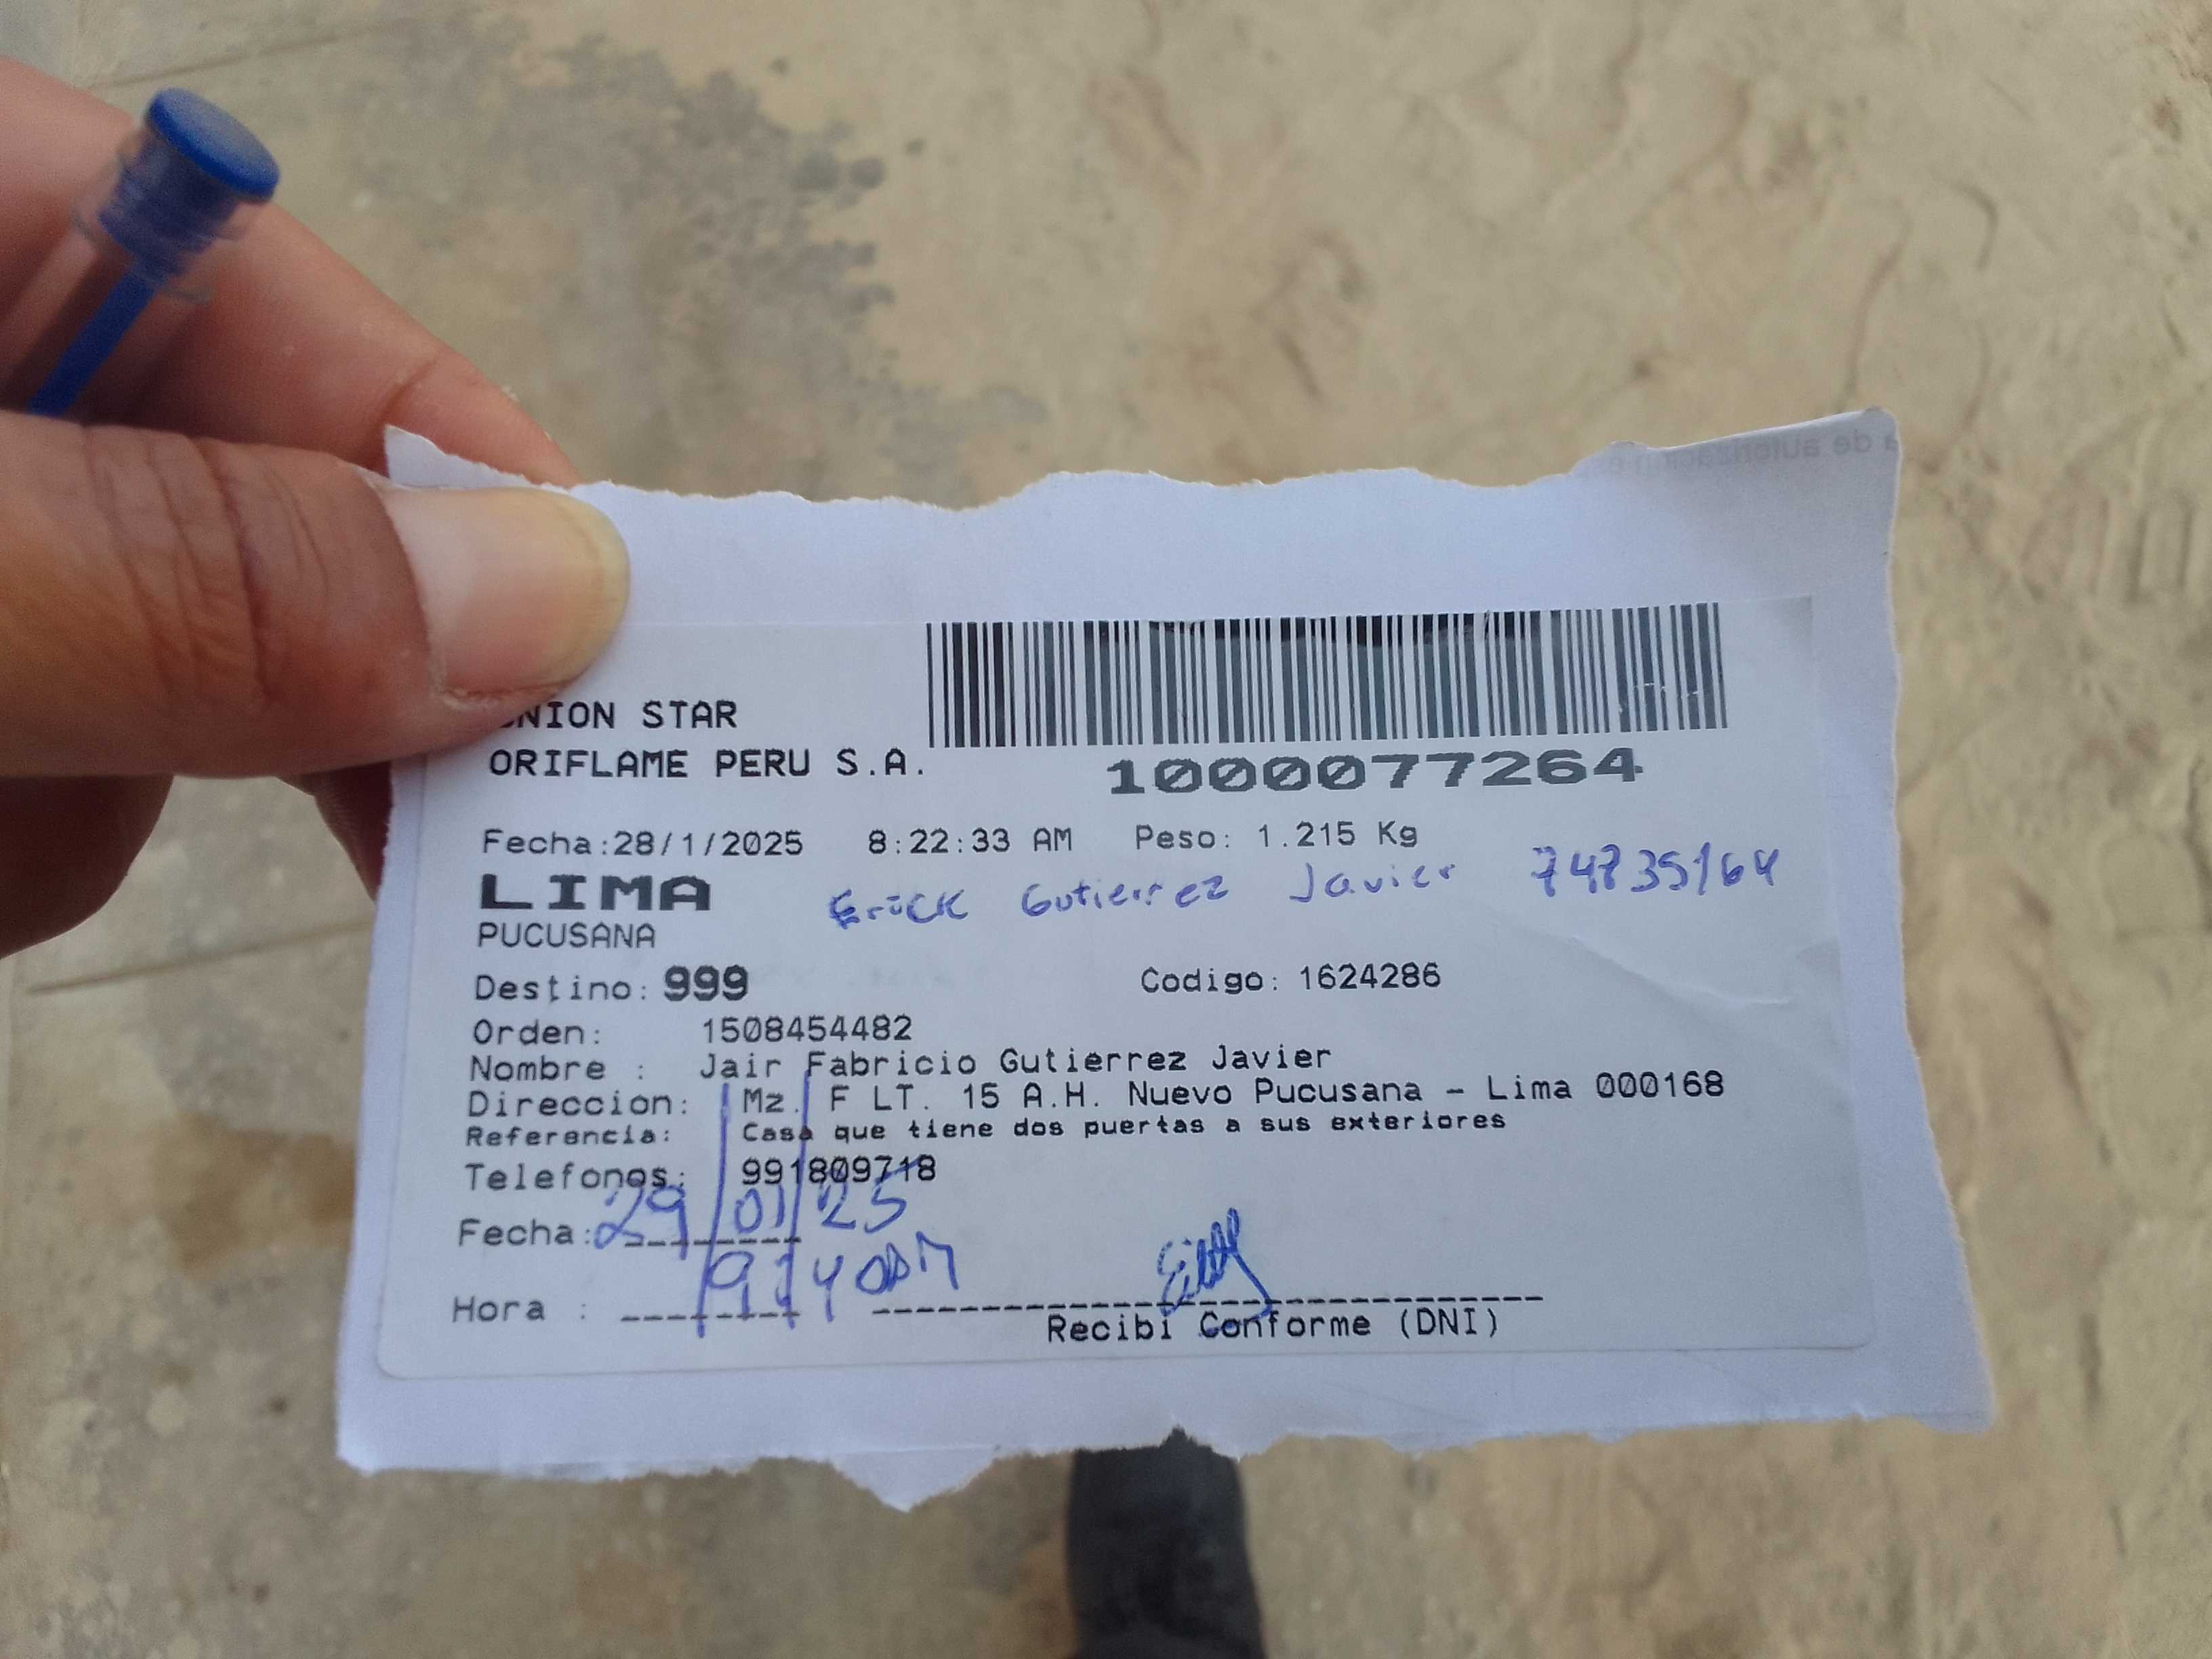 UNION STAR
ORIFLAME PERU S.A.
1000077264
Fecha:28/1/2025 8:22:33 AM Peso: 1.215 Kg
LIMA
Erick Gutierrez Javier
PUCUSANA
Destino: 999 Codigo: 1624286
Orden: 1508454482
Nombre : Jair Fabricio Gutierrez Javier
Direccion: Mz. F LT. 15 A.H. Nuevo Pucusana - Lima 000168
Referencia: Casa que tiene dos puertas a sus exteriores
Telefonos: 991809718
Fecha: 29/01/25
Hora :
Recibi Conforme (DNI)